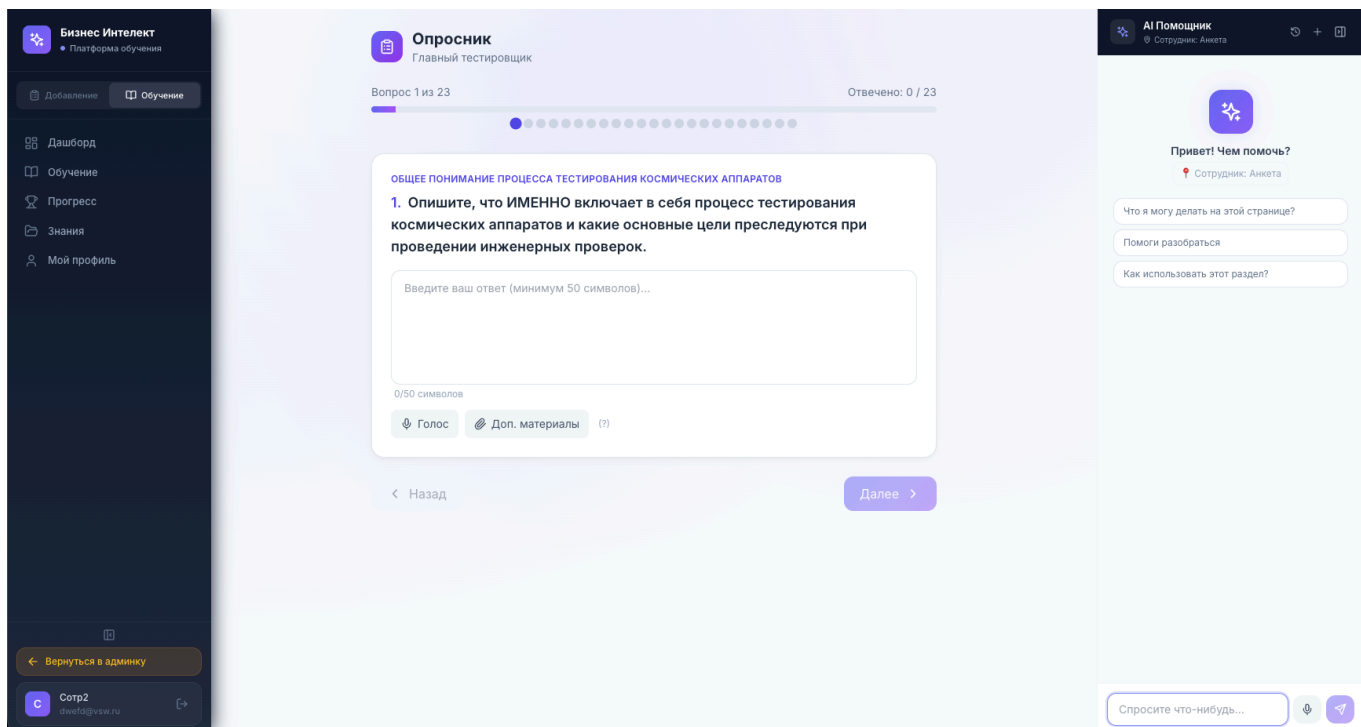 Бизнес Интелект
Платформа обучения
Добавление
Обучение
Дашборд
Обучение
Прогресс
Знания
Мой профиль
Вернуться в админку
С
Сотр2
dwefd@vsw.ru
Опросник
Главный тестировщик
Вопрос 1 из 23
Отвечено: 0 / 23
ОБЩЕЕ ПОНИМАНИЕ ПРОЦЕССА ТЕСТИРОВАНИЯ КОСМИЧЕСКИХ АППАРАТОВ
1. Опишите, что ИМЕННО включает в себя процесс тестирования
космических аппаратов и какие основные цели преследуются при
проведении инженерных проверок.
Введите ваш ответ (минимум 50 символов)...
0/50 символов
Голос
Доп. материалы
(?)
Назад
Далее
AI Помощник
Сотрудник: Анкета
Привет! Чем помочь?
Сотрудник: Анкета
Что я могу делать на этой странице?
Помоги разобраться
Как использовать этот раздел?
Спросите что-нибудь...